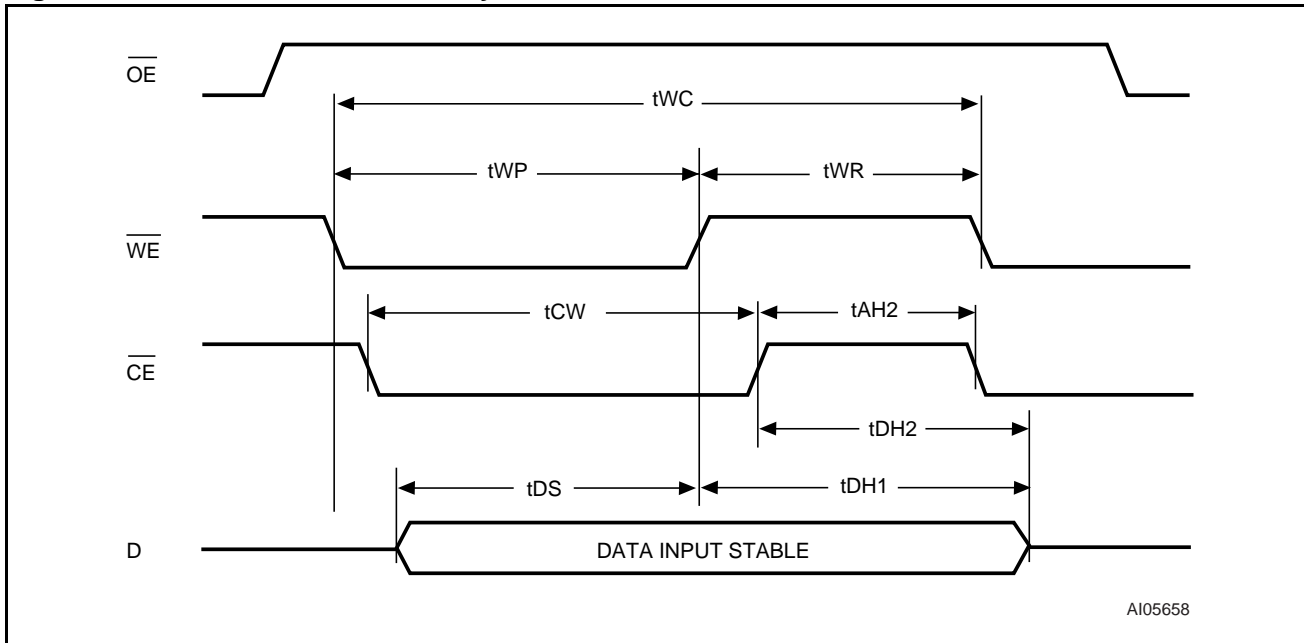 OE
tWC
tWP
tWR
WE
tCW
tAH2
CE
tDH2
tDS
tDH1
D
DATA INPUT STABLE
AI05658